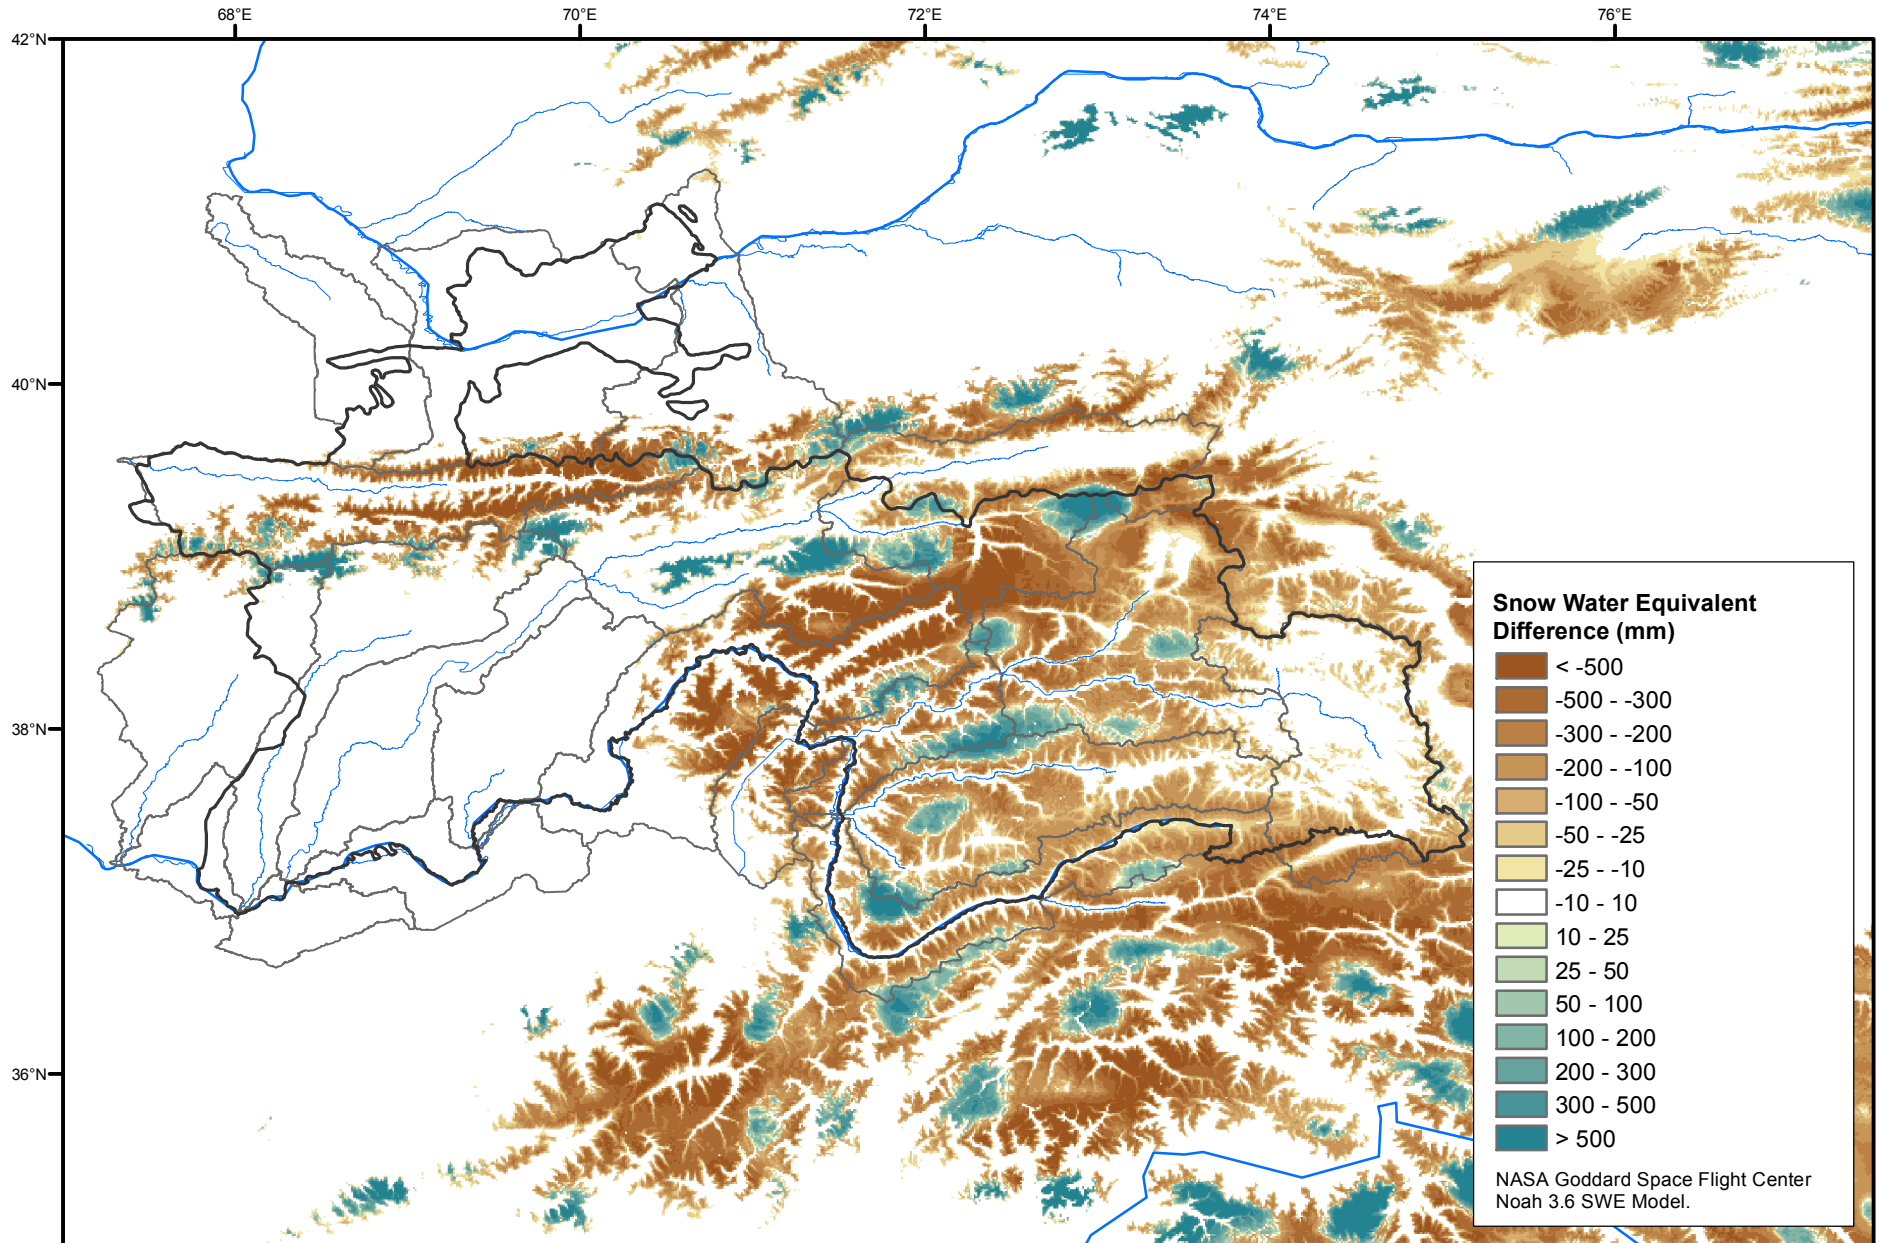 68°E
70°E
72°E
74°E
76°E
42°N
40°N
38°N
36°N
Snow Water Equivalent
Difference (mm)
< -500
-500 - -300
-300 - -200
-200 - -100
-100 - -50
-50 - -25
-25 - -10
-10 - 10
10 - 25
25 - 50
50 - 100
100 - 200
200 - 300
300 - 500
> 500
NASA Goddard Space Flight Center
Noah 3.6 SWE Model.